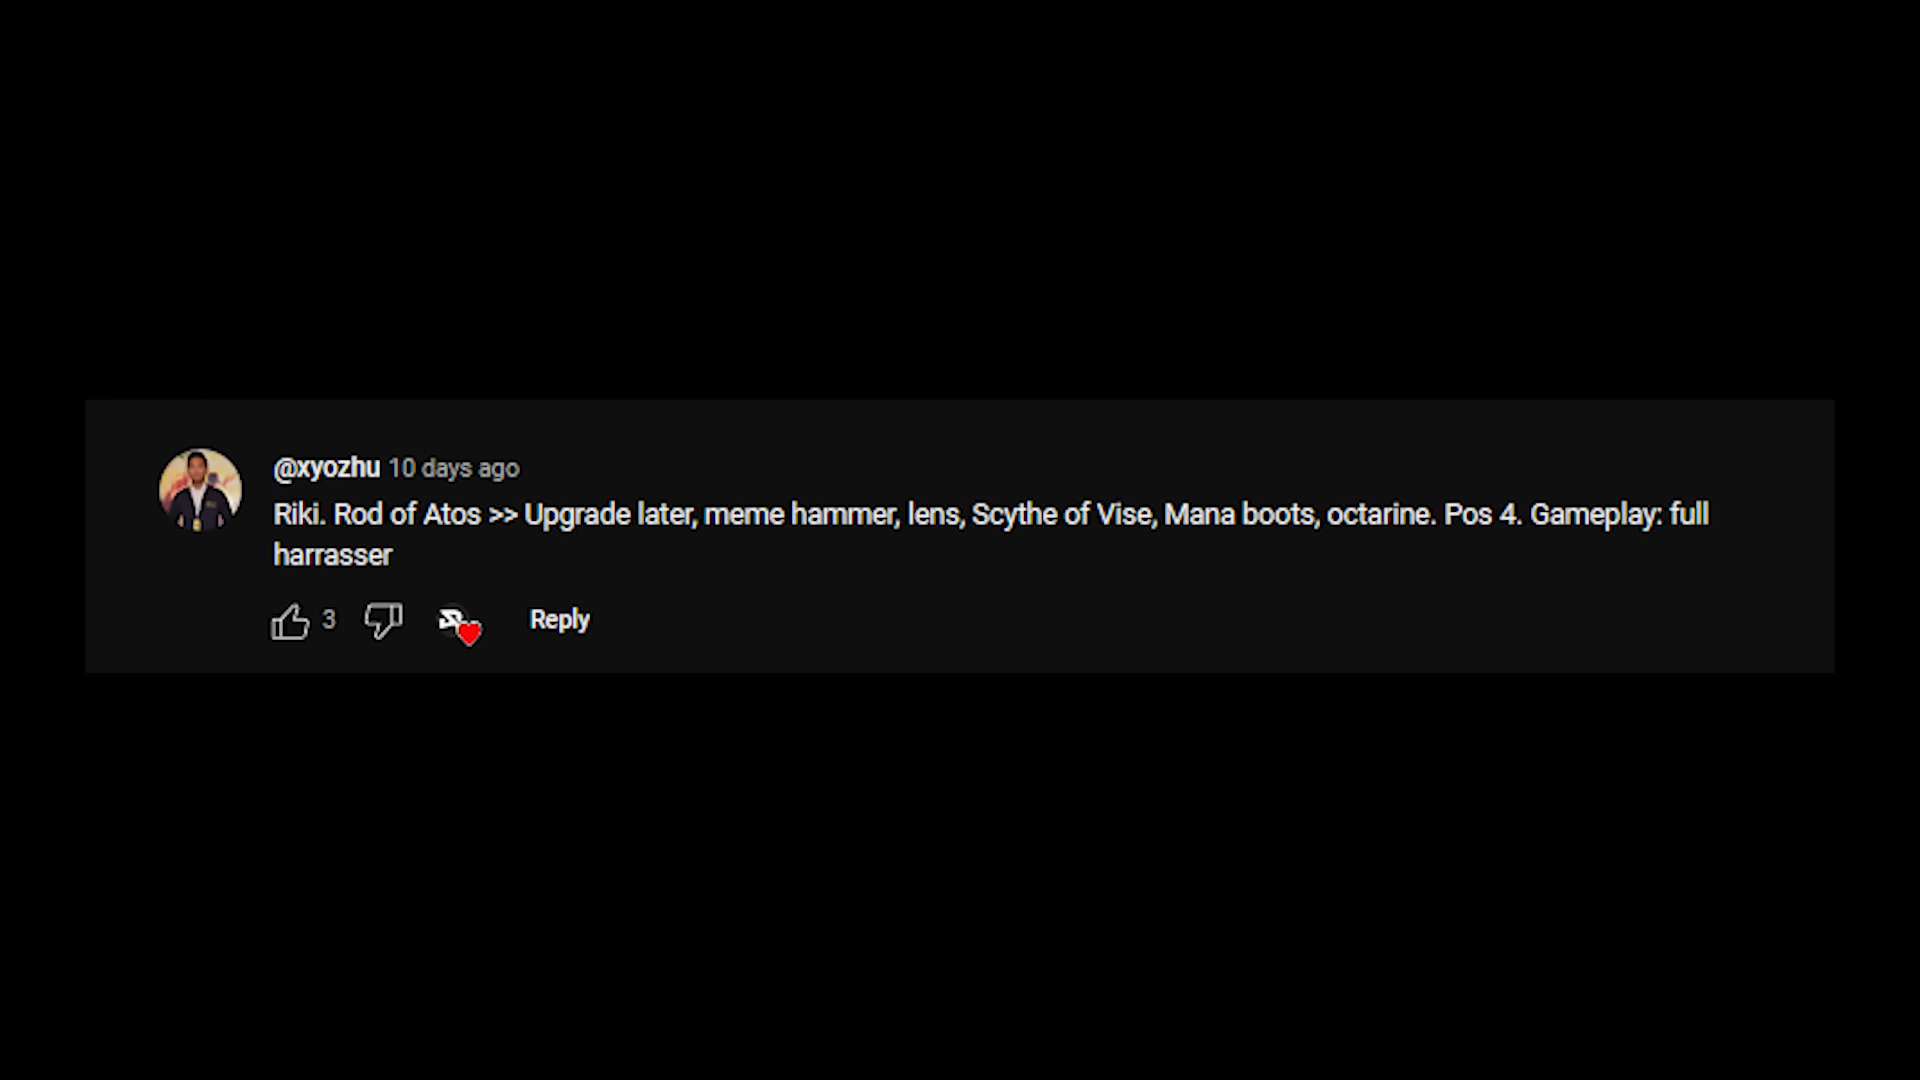 @xyozhu 10 days ago
Riki. Rod of Atos >> Upgrade later, meme hammer, lens, Scythe of Vise, Mana boots, octarine. Pos 4. Gameplay: full
harrasser
3 Reply